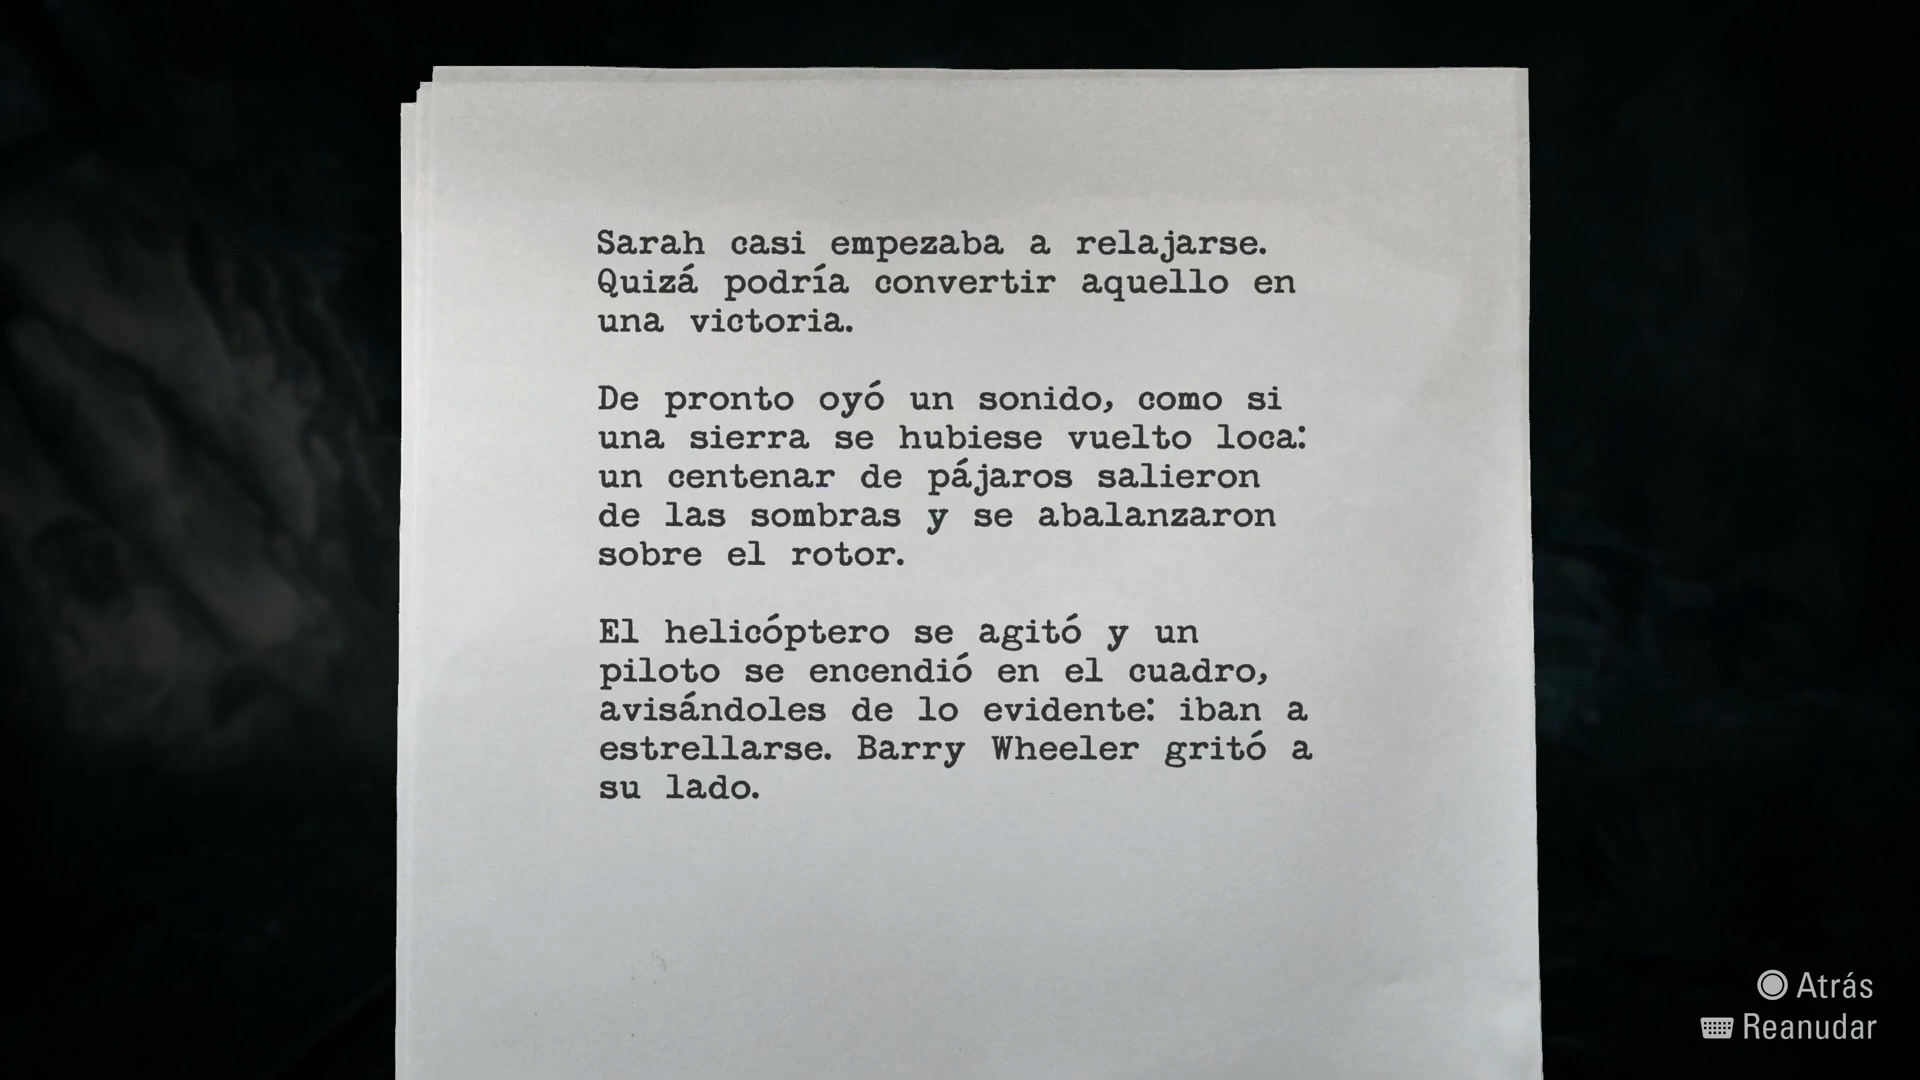 Sarah casi empezaba a relajarse.
Quizá podría convertir aquello en
una victoria.
De pronto oyó un sonido, como si
una sierra se hubiese vuelto loca:
un centenar de pájaros salieron
de las sombras y se abalanzaron
sobre el rotor.
El helicóptero se agitó y un
piloto se encendió en el cuadro,
avisándoles de lo evidente: iban a
estrellarse. Barry Wheeler gritó a
su lado.
Atrás
Reanudar